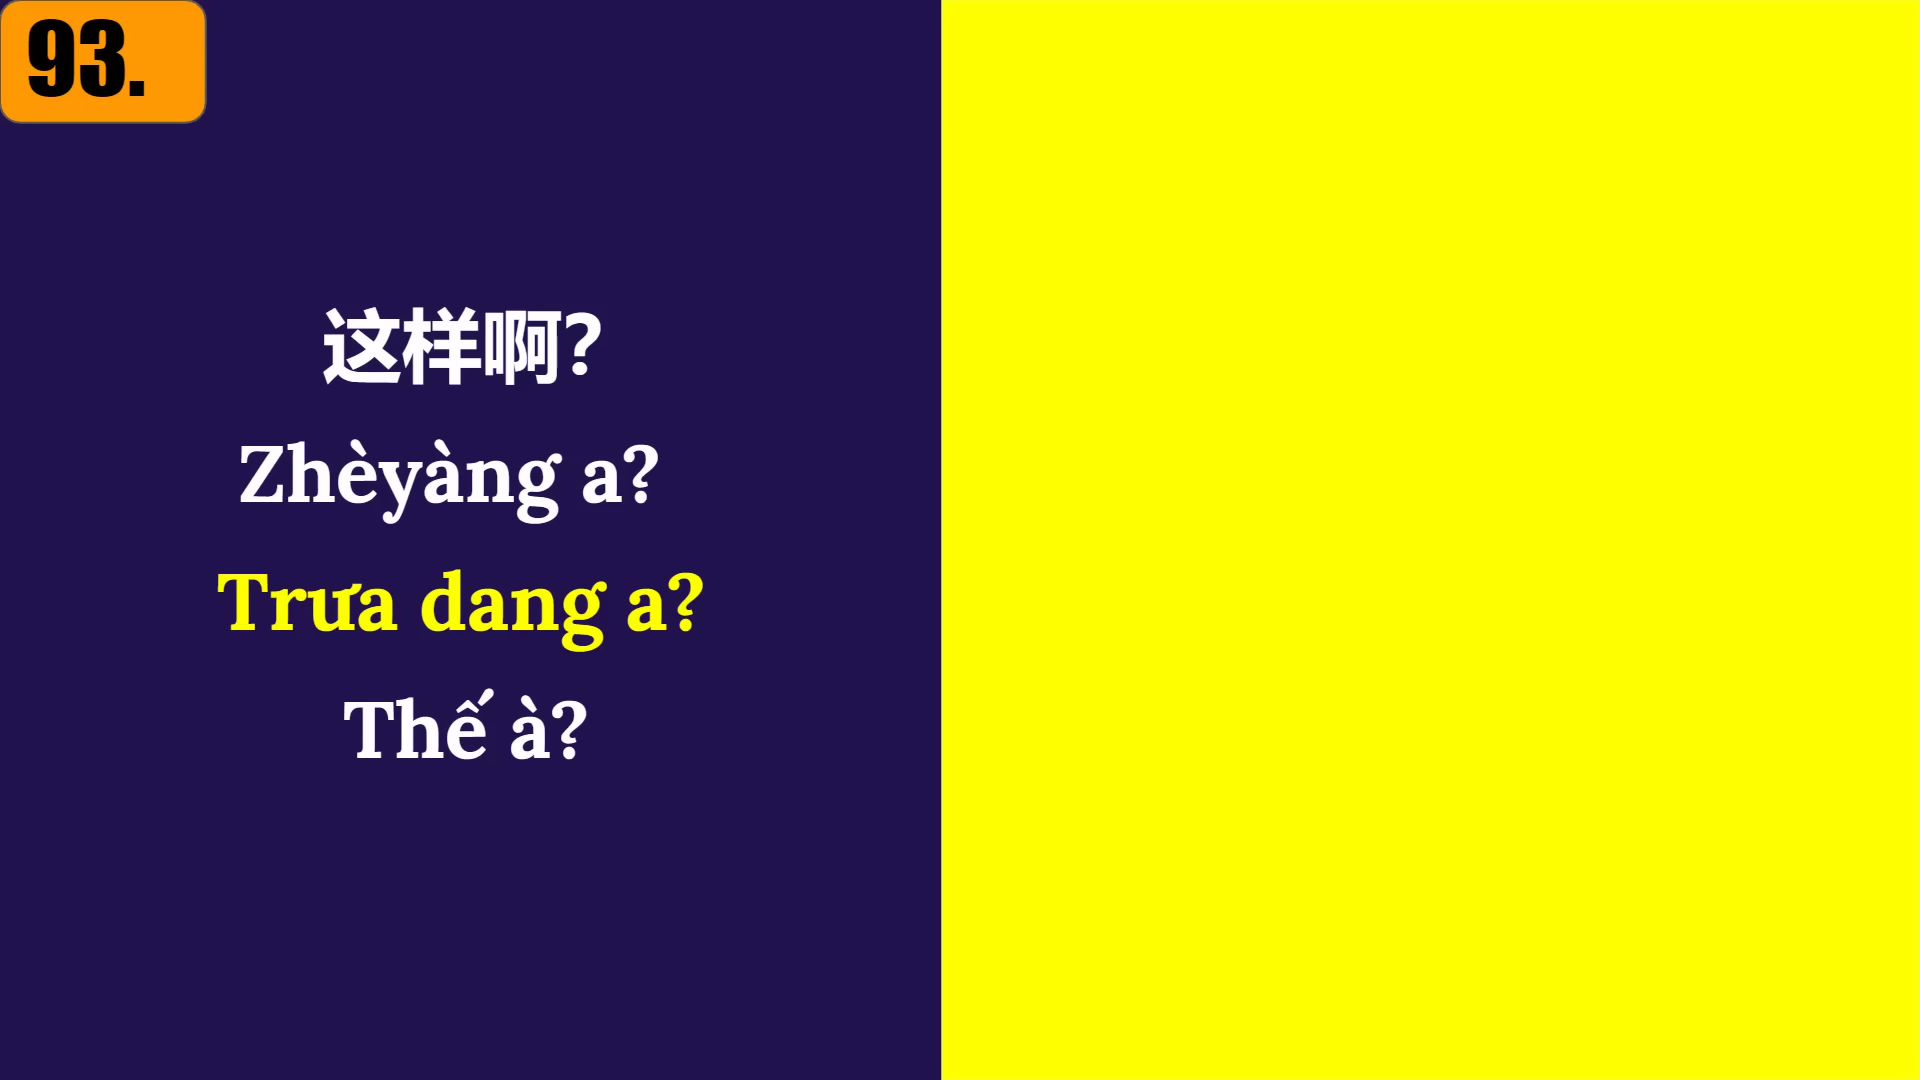 93.
这样啊?
Zhèyàng a?
Trưa dang a?
Thế à?